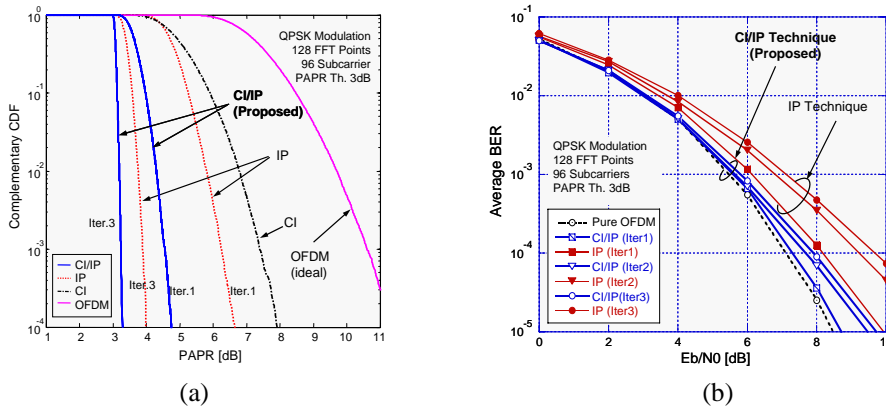 QPSK Modulation
128 FFT Points
96 Subcarrier
PAPR Th. 3dB
CI/IP
(Proposed)
IP
CI
OFDM
(ideal)
Iter.3
Iter.3
Iter.1
Iter.1
CI/IP
IP
CI
OFDM
10^0
10^-1
10^-2
10^-3
10^-4
Complementary CDF
1 2 3 4 5 6 7 8 9 10 11
PAPR [dB]
(a)
CI/IP Technique
(Proposed)
IP Technique
QPSK Modulation
128 FFT Points
96 Subcarriers
PAPR Th. 3dB
Pure OFDM
CI/IP (Iter1)
IP (Iter1)
CI/IP (Iter2)
IP (Iter2)
CI/IP(Iter3)
IP (Iter3)
10^-1
10^-2
10^-3
10^-4
10^-5
Average BER
0 2 4 6 8
Eb/N0 [dB]
(b)